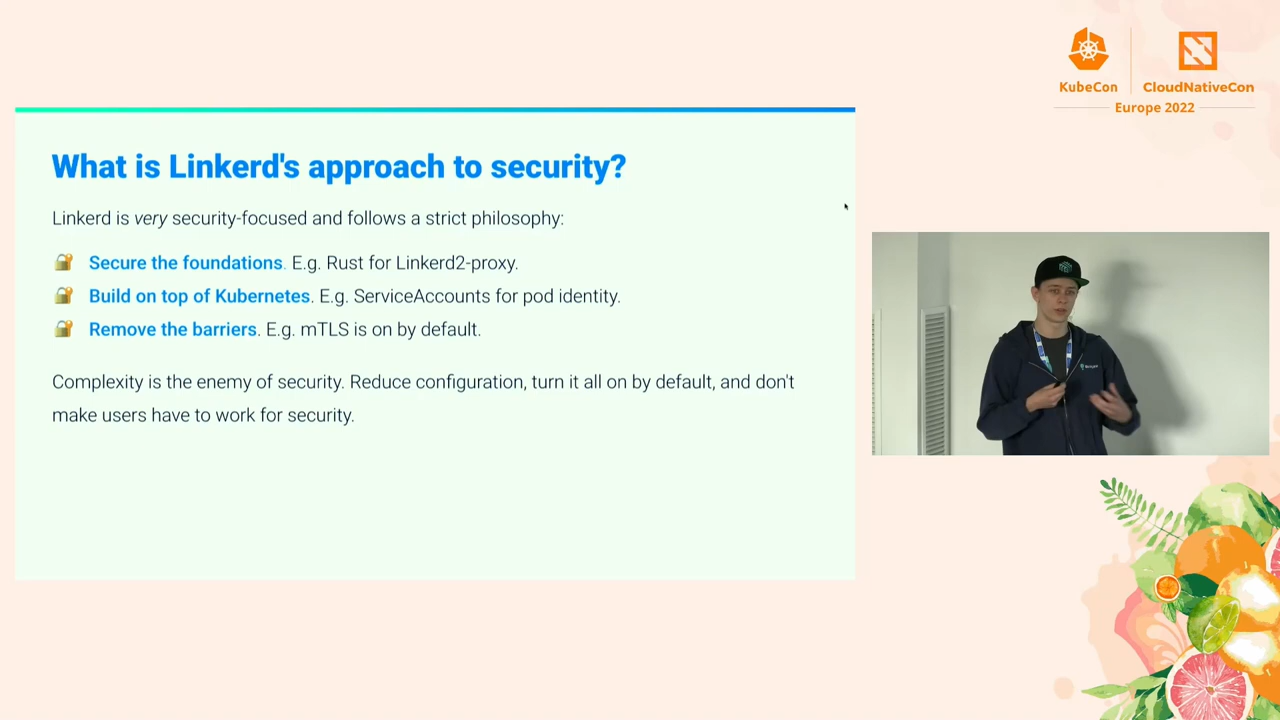 KubeCon
CloudNativeCon
Europe 2022
What is Linkerd's approach to security?
Linkerd is very security-focused and follows a strict philosophy:
Secure the foundations. E.g. Rust for Linkerd2-proxy.
Build on top of Kubernetes. E.g. ServiceAccounts for pod identity.
Remove the barriers. E.g. mTLS is on by default.
Complexity is the enemy of security. Reduce configuration, turn it all on by default, and don't
make users have to work for security.